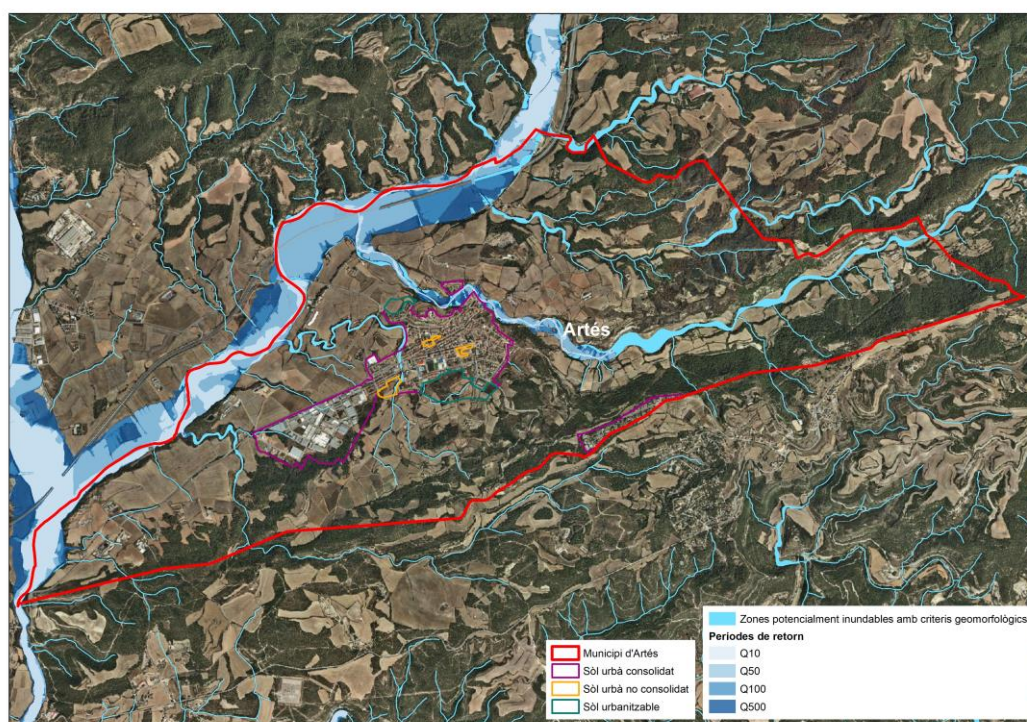 Artés
Municipi d'Artés
Sòl urbà consolidat
Sòl urbà no consolidat
Sòl urbanitzable
Zones potencialment inundables amb criteris geomorfològics
Períodes de retorn
Q10
Q50
Q100
Q500